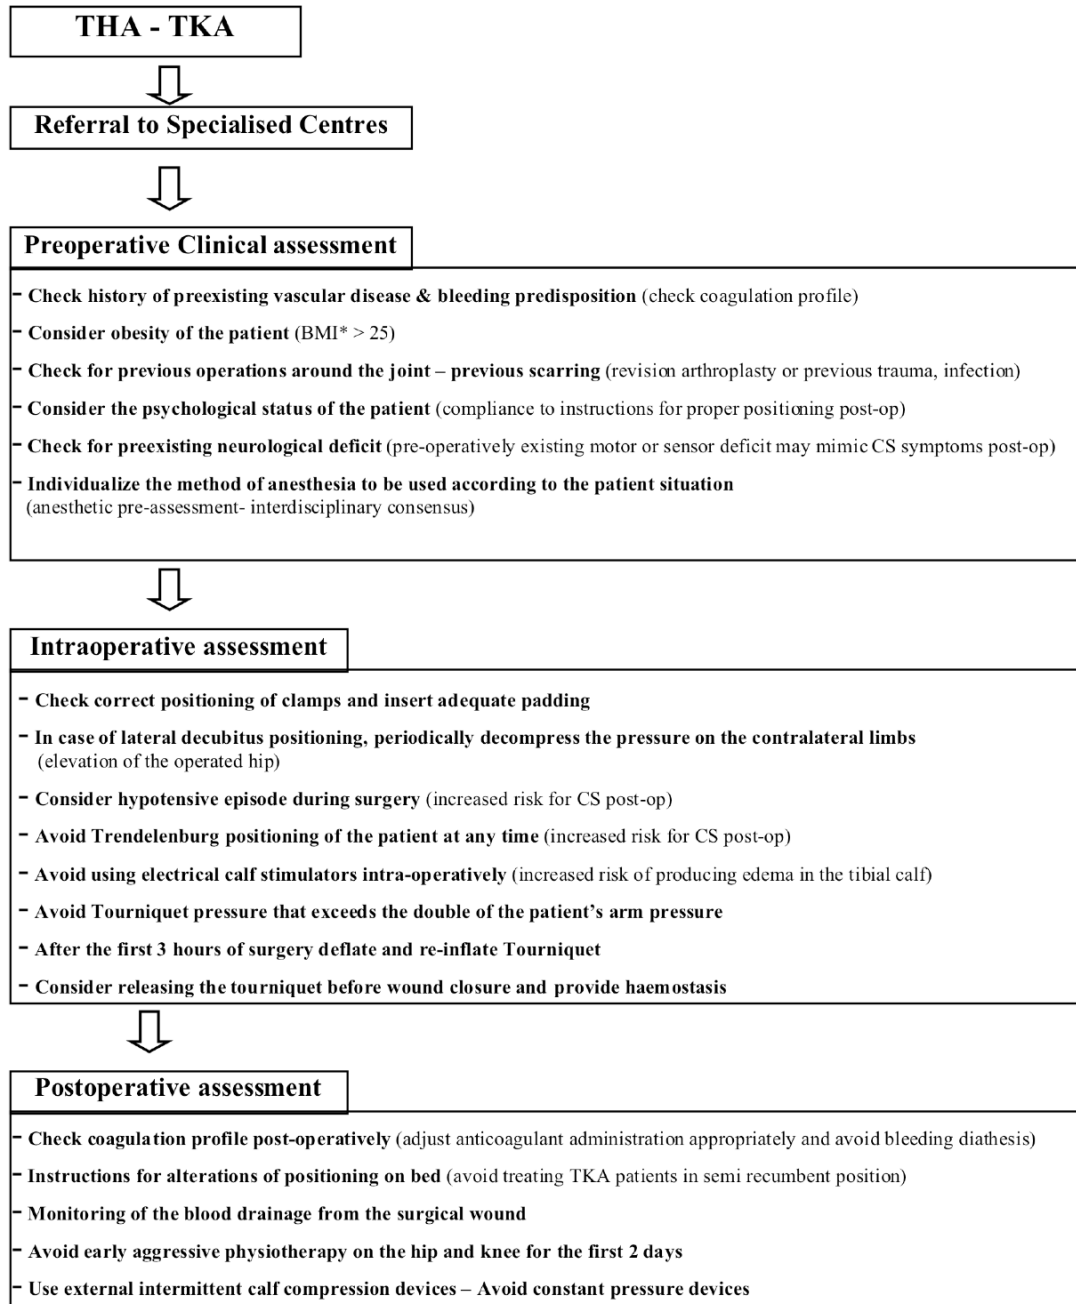 THA - TKA
Referral to Specialised Centres
Preoperative Clinical assessment
- Check history of preexisting vascular disease & bleeding predisposition (check coagulation profile)
- Consider obesity of the patient (BMI* > 25)
- Check for previous operations around the joint – previous scarring (revision arthroplasty or previous trauma, infection)
- Consider the psychological status of the patient (compliance to instructions for proper positioning post-op)
- Check for preexisting neurological deficit (pre-operatively existing motor or sensor deficit may mimic CS symptoms post-op)
- Individualize the method of anesthesia to be used according to the patient situation
(anesthetic pre-assessment- interdisciplinary consensus)
Intraoperative assessment
- Check correct positioning of clamps and insert adequate padding
- In case of lateral decubitus positioning, periodically decompress the pressure on the contralateral limbs
(elevation of the operated hip)
- Consider hypotensive episode during surgery (increased risk for CS post-op)
- Avoid Trendelenburg positioning of the patient at any time (increased risk for CS post-op)
- Avoid using electrical calf stimulators intra-operatively (increased risk of producing edema in the tibial calf)
- Avoid Tourniquet pressure that exceeds the double of the patient's arm pressure
- After the first 3 hours of surgery deflate and re-inflate Tourniquet
- Consider releasing the tourniquet before wound closure and provide haemostasis
Postoperative assessment
- Check coagulation profile post-operatively (adjust anticoagulant administration appropriately and avoid bleeding diathesis)
- Instructions for alterations of positioning on bed (avoid treating TKA patients in semi recumbent position)
- Monitoring of the blood drainage from the surgical wound
- Avoid early aggressive physiotherapy on the hip and knee for the first 2 days
- Use external intermittent calf compression devices – Avoid constant pressure devices